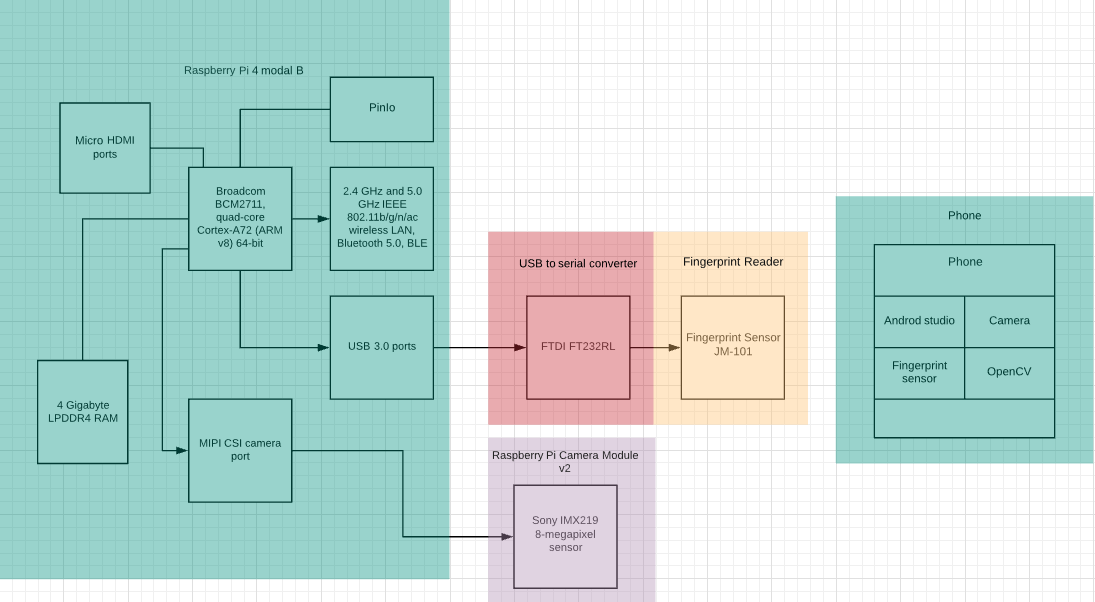 Raspberry Pi 4 modal B
PinIo
Micro HDMI
ports
Broadcom
BCM2711,
quad-core
Cortex-A72 (ARM
v8) 64-bit
2.4 GHz and 5.0
GHz IEEE
802.11b/g/n/ac
wireless LAN,
Bluetooth 5.0, BLE
USB 3.0 ports
4 Gigabyte
LPDDR4 RAM
MIPI CSI camera
port
USB to serial converter
FTDI FT232RL
Fingerprint Reader
Fingerprint Sensor
JM-101
Raspberry Pi Camera Module
v2
Sony IMX219
8-megapixel
sensor
Phone
Phone
Androd studio
Camera
Fingerprint
sensor
OpenCV